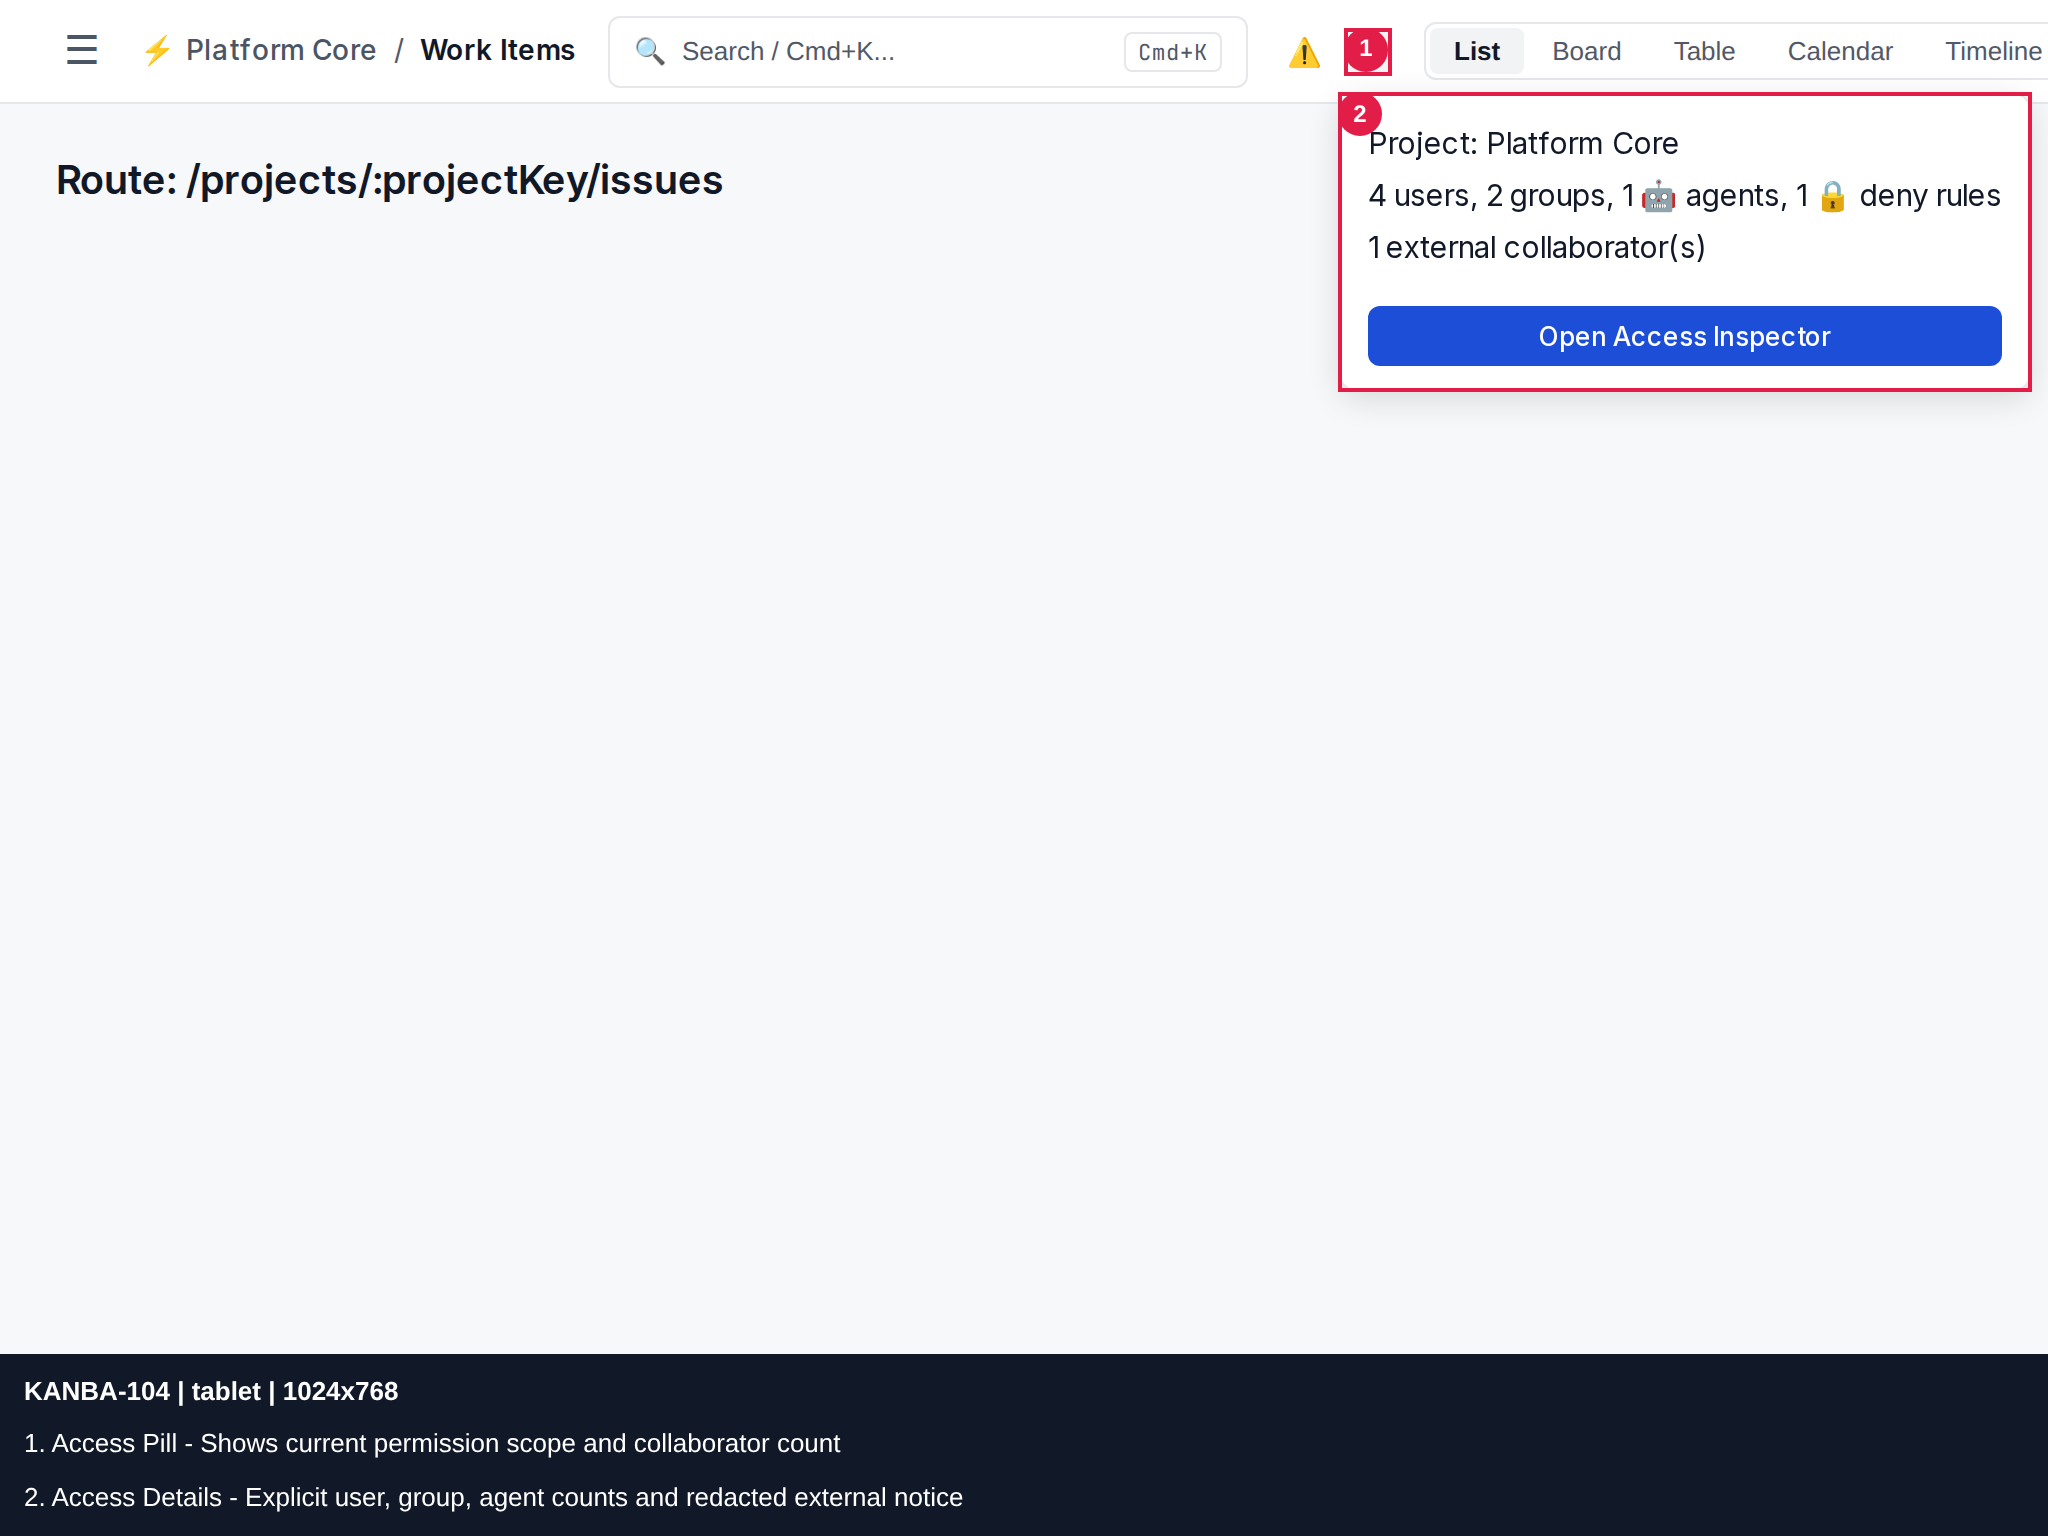 ☰ ⚡ Platform Core / Work Items 🔍 Search / Cmd+K... Cmd+K ⚠️ 1 List Board Table Calendar Timeline
2
Project: Platform Core
Route: /projects/:projectKey/issues
4 users, 2 groups, 1 🤖 agents, 1 🔒 deny rules
1 external collaborator(s)
Open Access Inspector
KANBA-104 | tablet | 1024x768
1. Access Pill - Shows current permission scope and collaborator count
2. Access Details - Explicit user, group, agent counts and redacted external notice